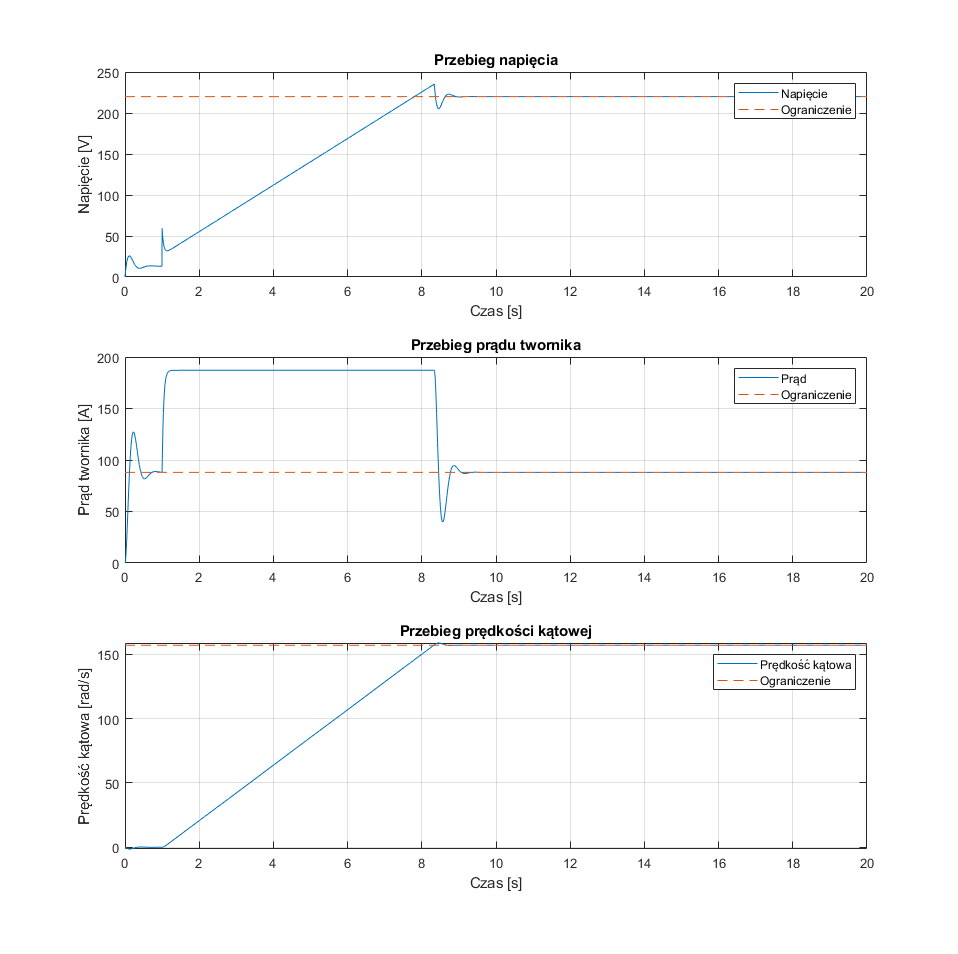 Przebieg napięcia
Napięcie [V]
250
200
150
100
50
0
Napięcie
Ograniczenie
0 2 4 6 8 10 12 14 16 18 20
Czas [s]
Przebieg prądu twornika
Prąd twornika [A]
200
150
100
50
0
Prąd
Ograniczenie
0 2 4 6 8 10 12 14 16 18 20
Czas [s]
Przebieg prędkości kątowej
Prędkość kątowa [rad/s]
150
100
50
0
Prędkość kątowa
Ograniczenie
0 2 4 6 8 10 12 14 16 18 20
Czas [s]